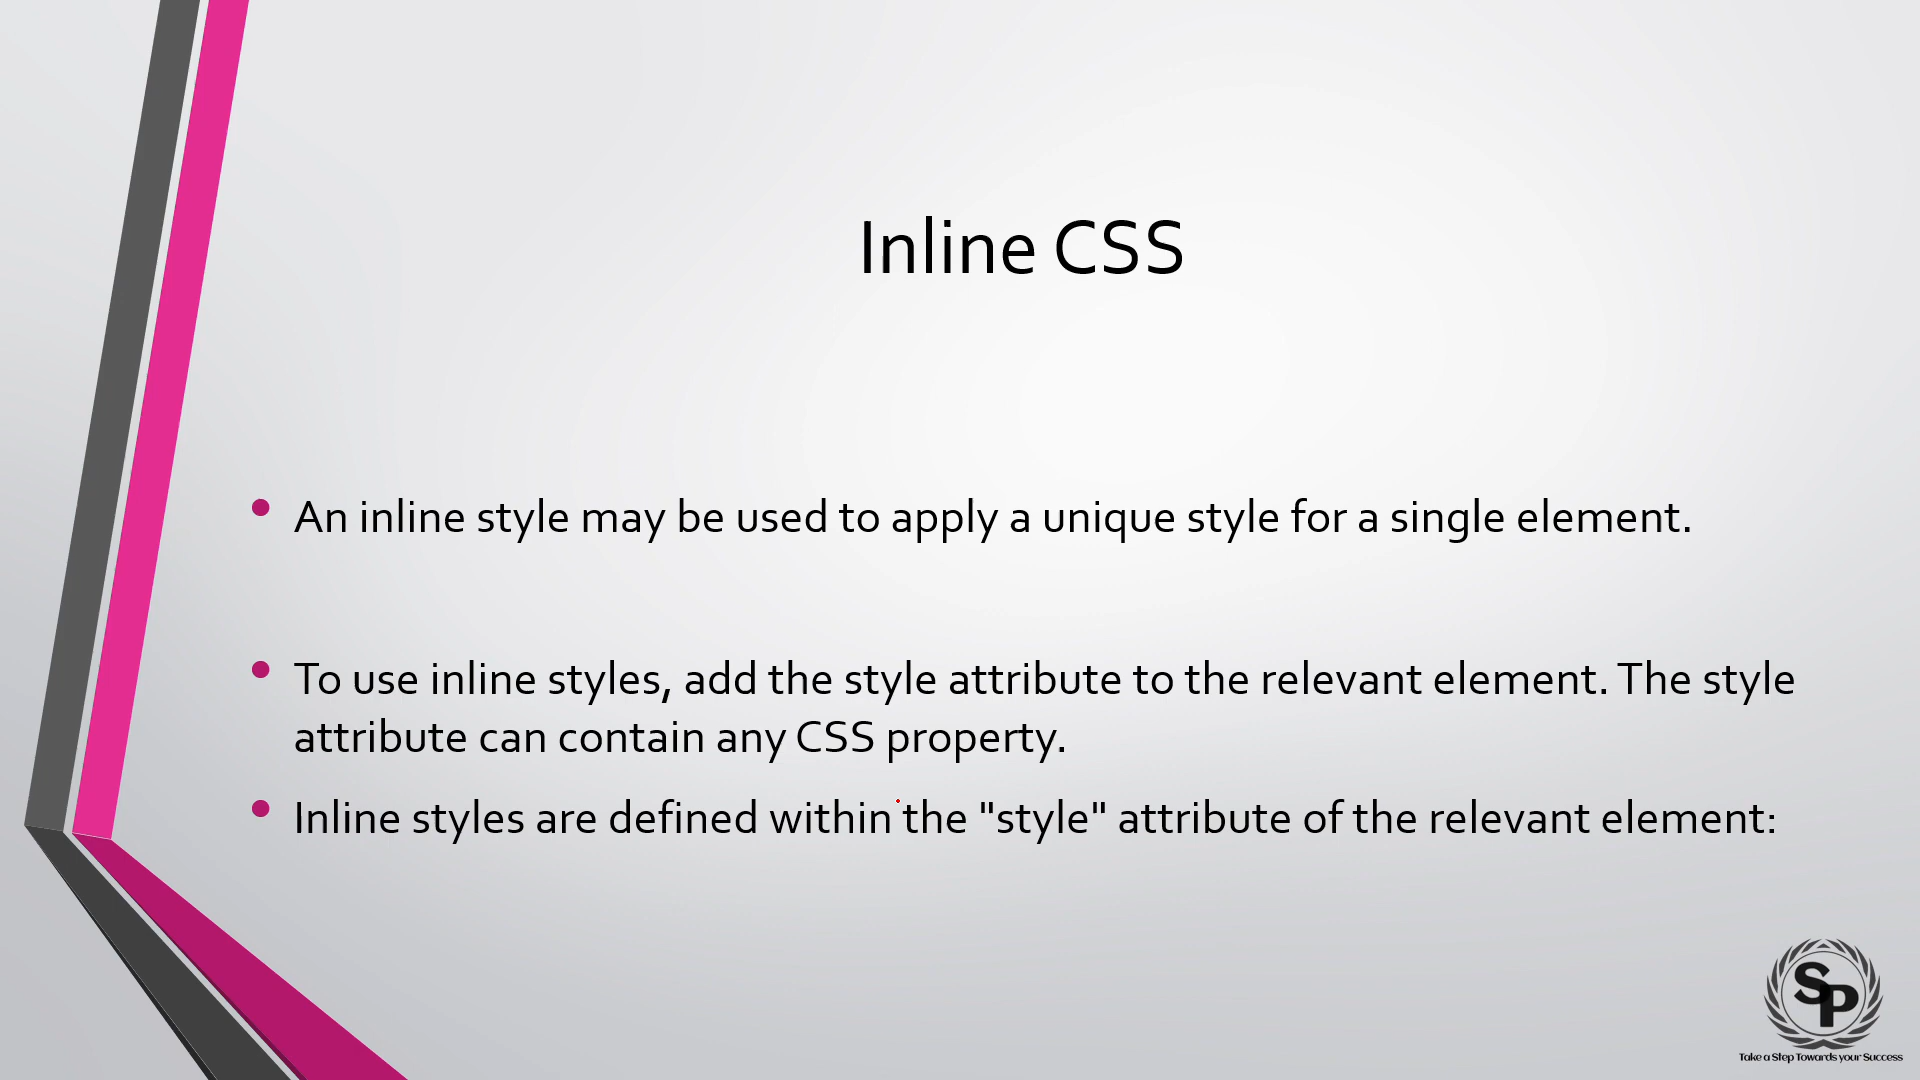 Inline CSS
• An inline style may be used to apply a unique style for a single element.
• To use inline styles, add the style attribute to the relevant element. The style
attribute can contain any CSS property.
• Inline styles are defined within the "style" attribute of the relevant element:
SP
Take a Step Towards your Success